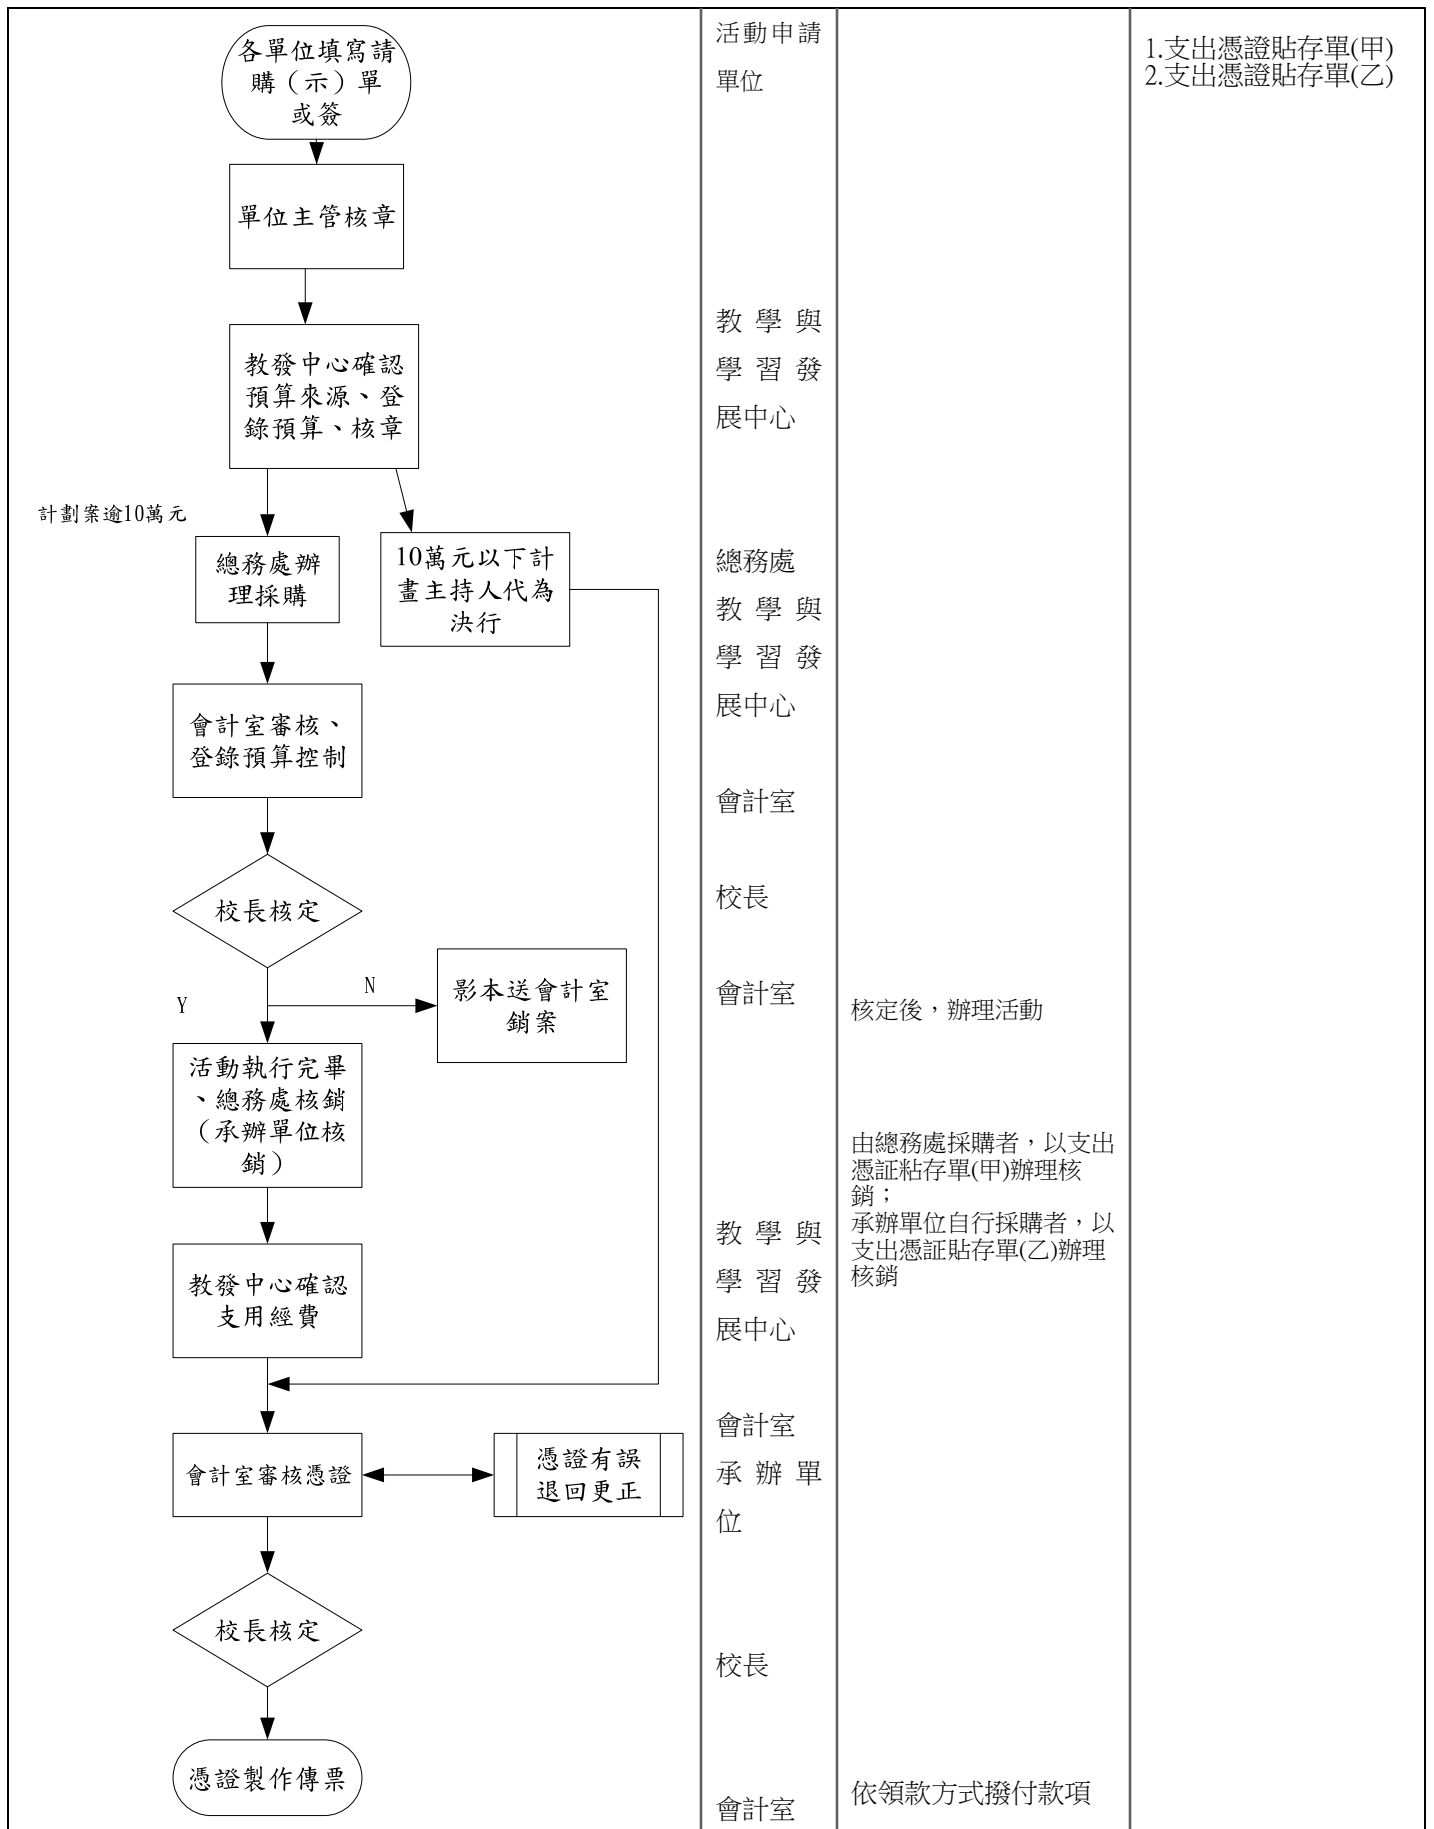 各單位填寫請
購（示）單
或簽
單位主管核章
教發中心確認
預算來源、登
錄預算、核章
計劃案逾10萬元
總務處辦
理採購
10萬元以下計
畫主持人代為
決行
會計室審核、
登錄預算控制
校長核定
Y
N
影本送會計室
銷案
活動執行完畢
、總務處核銷
（承辦單位核
銷）
教發中心確認
支用經費
會計室審核憑證
憑證有誤
退回更正
校長核定
憑證製作傳票
活動申請
單位
教學與
學習發
展中心
總務處
教學與
學習發
展中心
會計室
校長
會計室
教學與
學習發
展中心
會計室
承辦單
位
校長
會計室
核定後，辦理活動
由總務處採購者，以支出
憑証粘存單(甲)辦理核
銷；
承辦單位自行採購者，以
支出憑証貼存單(乙)辦理
核銷
依領款方式撥付款項
1.支出憑證貼存單(甲)
2.支出憑證貼存單(乙)